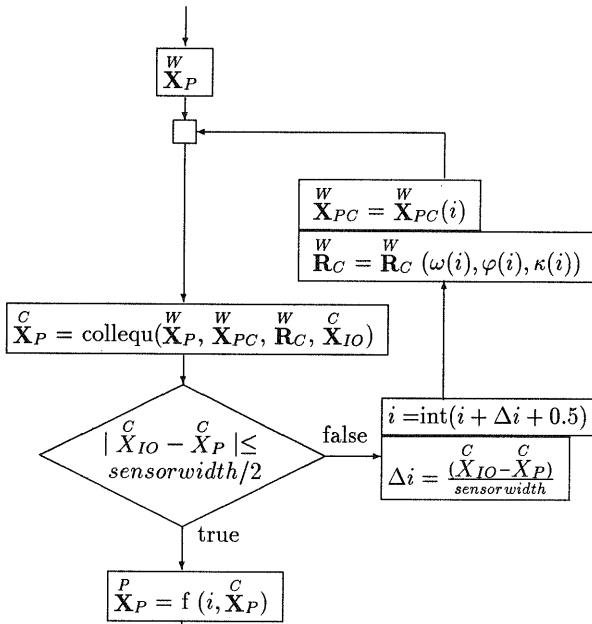 W
X_P
W W
X_PC = X_PC(i)
W W
R_C = R_C (ω(i), φ(i), κ(i))
C W W W C
X_P = collequ(X_P, X_PC, R_C, X_IO)
C C
| X_IO − X_P |≤
sensorwidth/2
false
i =int(i + Δi + 0.5)
C C
Δi = (X_IO−X_P)/sensorwidth
true
P C
X_P = f (i, X_P)